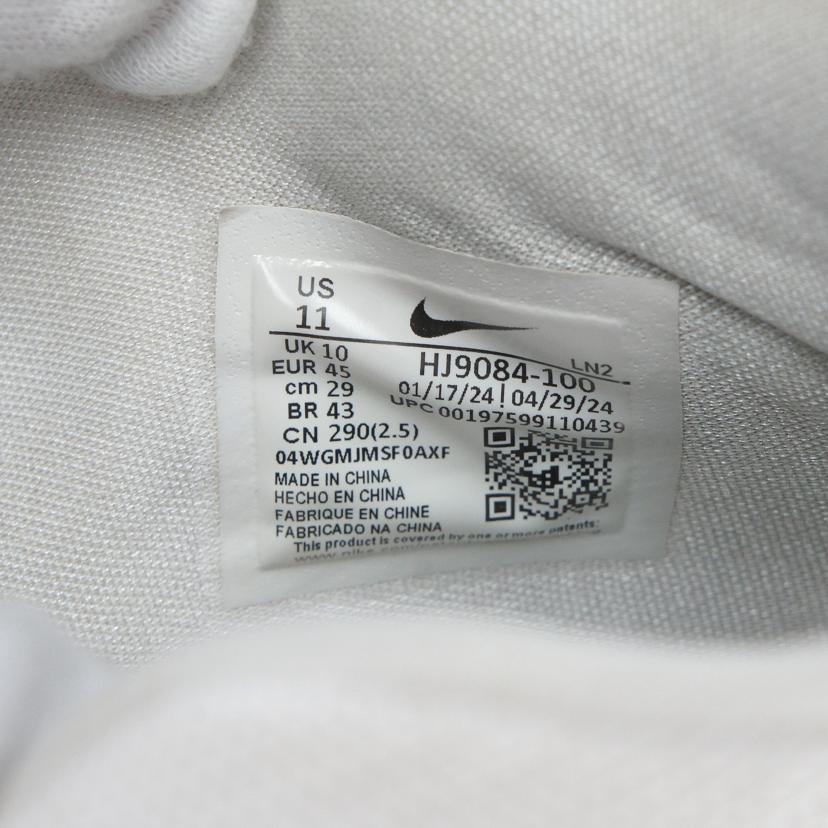 US
11
LN2
UK 10
HJ9084-100
EUR 45
01/17/24 | 04/29/24
cm 29
UPC 00197599110439
BR 43
CN 290(2.5)
04WGMJMSF0AXF
MADE IN CHINA
HECHO EN CHINA
FABRIQUE EN CHINE
FABRICADO NA CHINA
This product is covered by one or more patents: